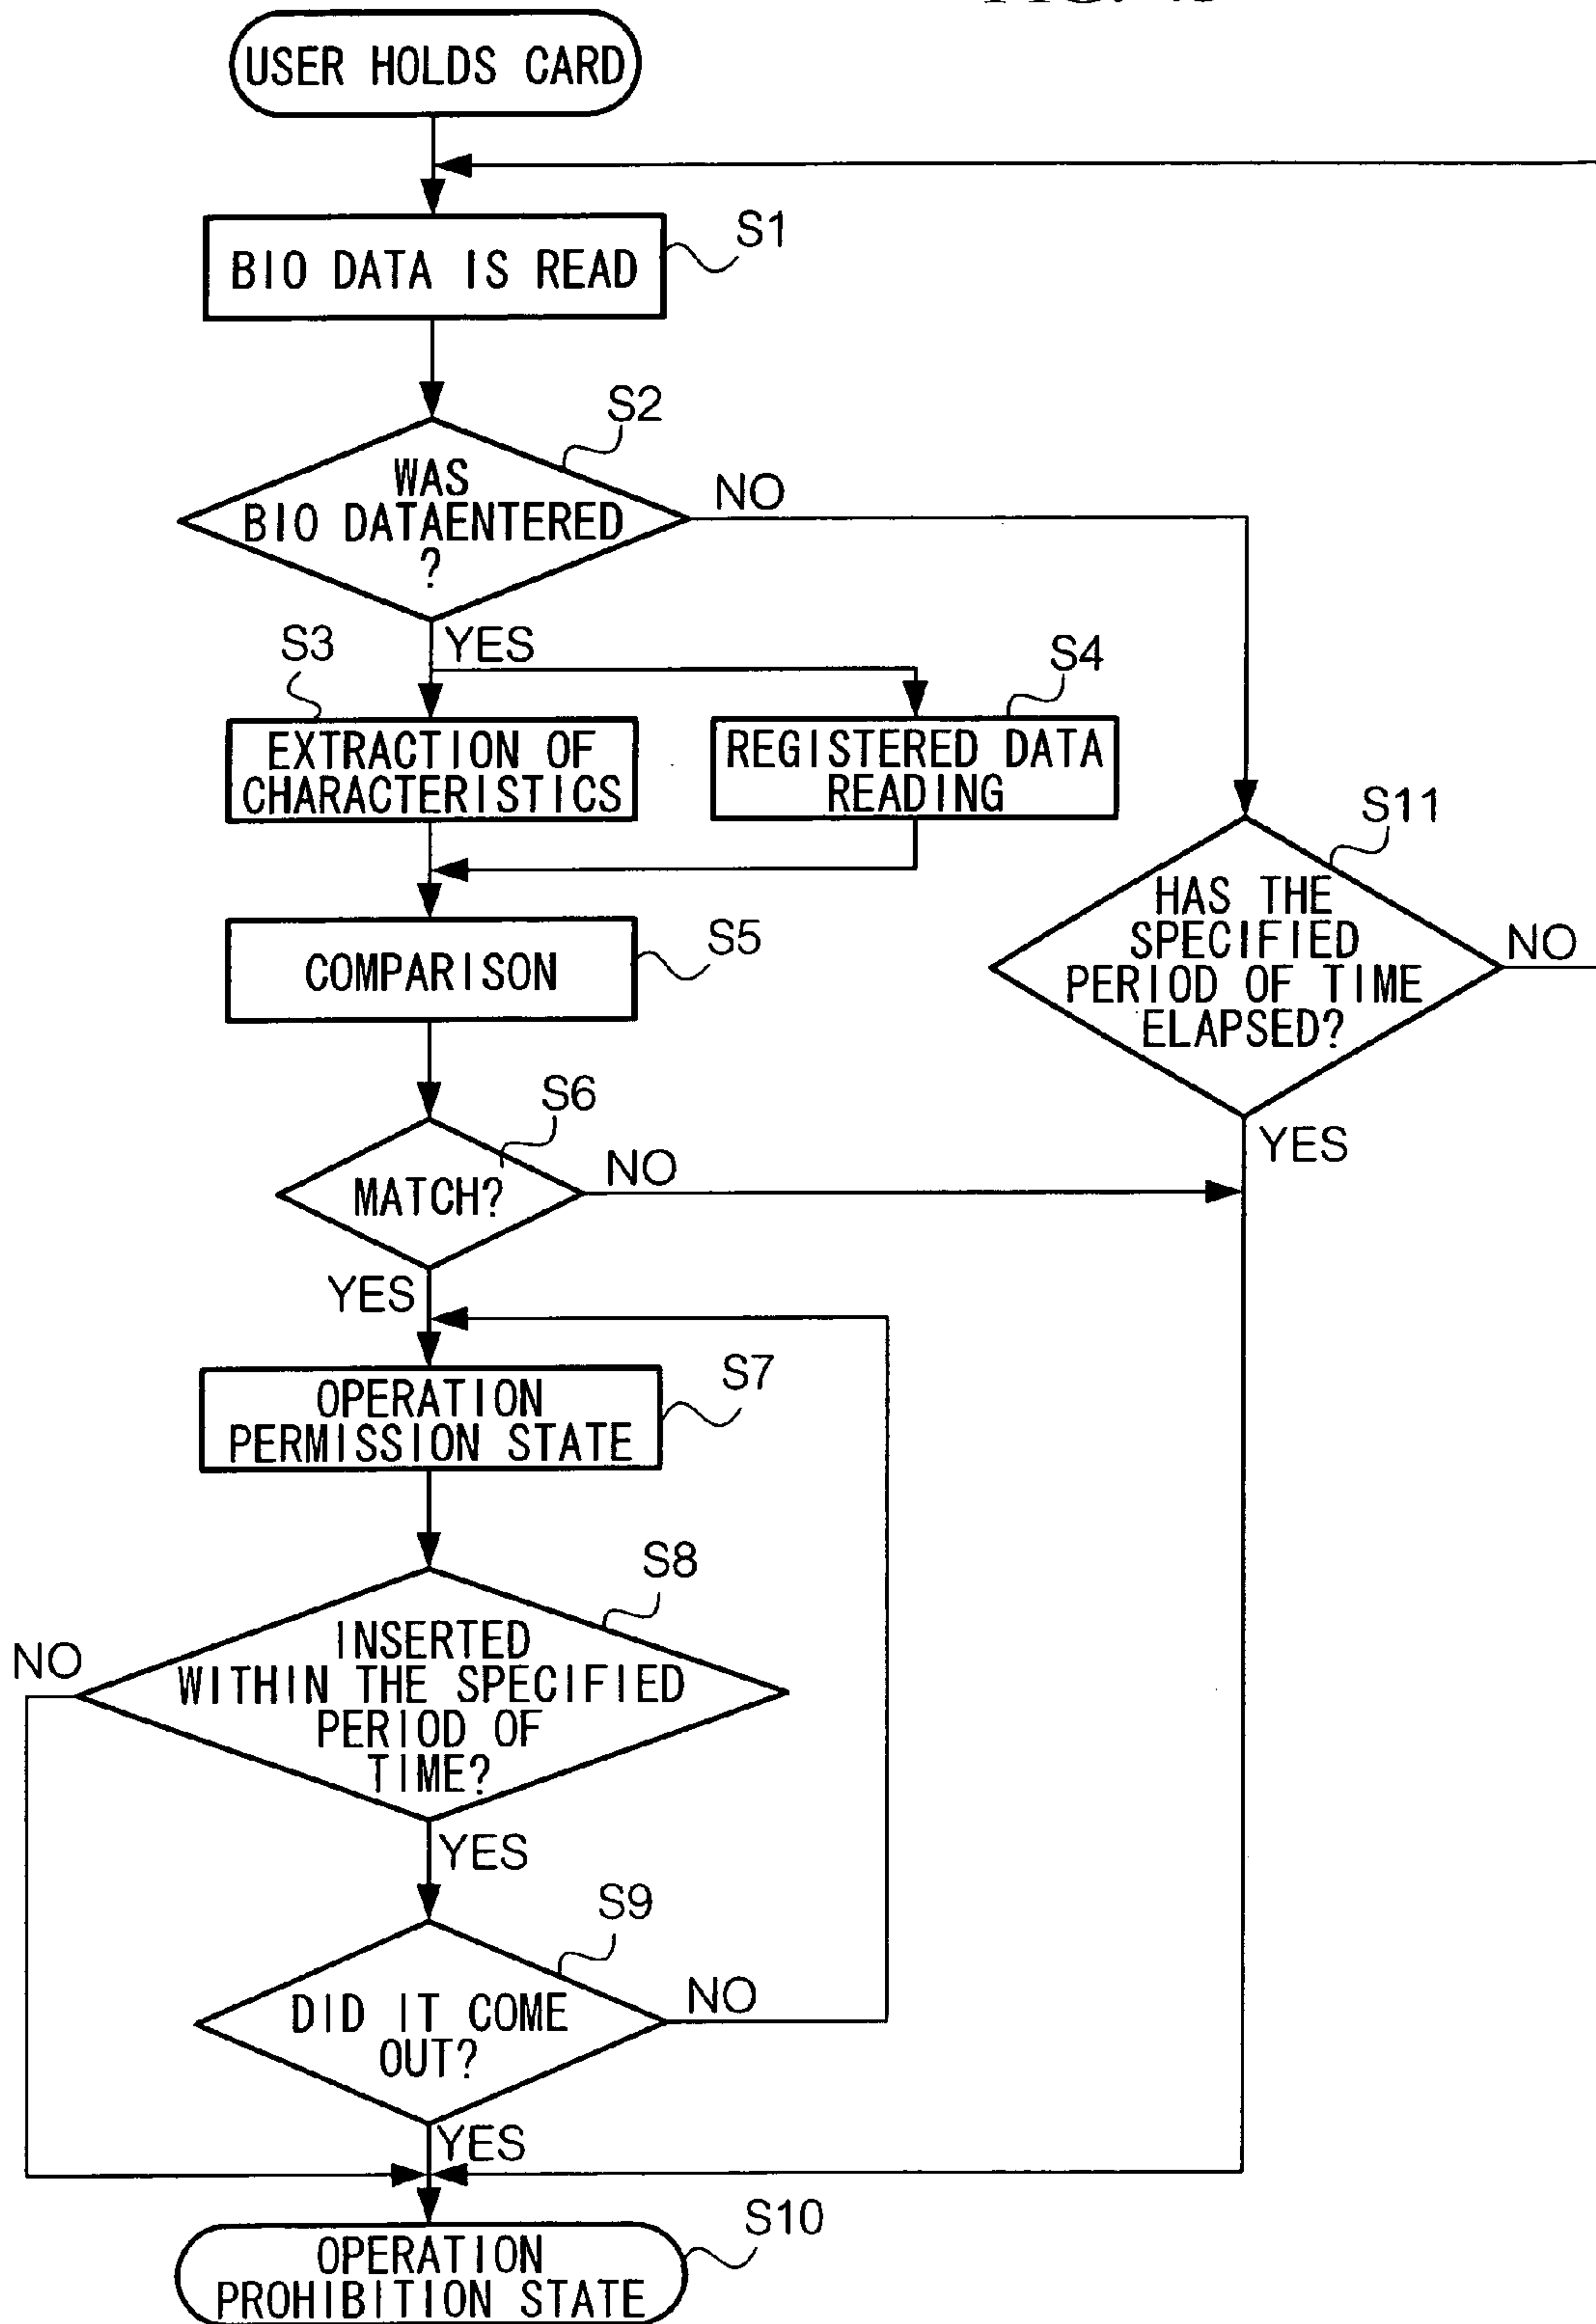 USER HOLDS CARD
S1
BIO DATA IS READ
S2
WAS
BIO DATAENTERED
?
NO
YES
S3
S4
EXTRACTION OF
CHARACTERISTICS
REGISTERED DATA
READING
S11
HAS THE
SPECIFIED
PERIOD OF TIME
ELAPSED?
NO
YES
S5
COMPARISON
S6
MATCH?
NO
YES
S7
OPERATION
PERMISSION STATE
S8
INSERTED
WITHIN THE SPECIFIED
PERIOD OF
TIME?
NO
YES
S9
DID IT COME
OUT?
NO
YES
S10
OPERATION
PROHIBITION STATE